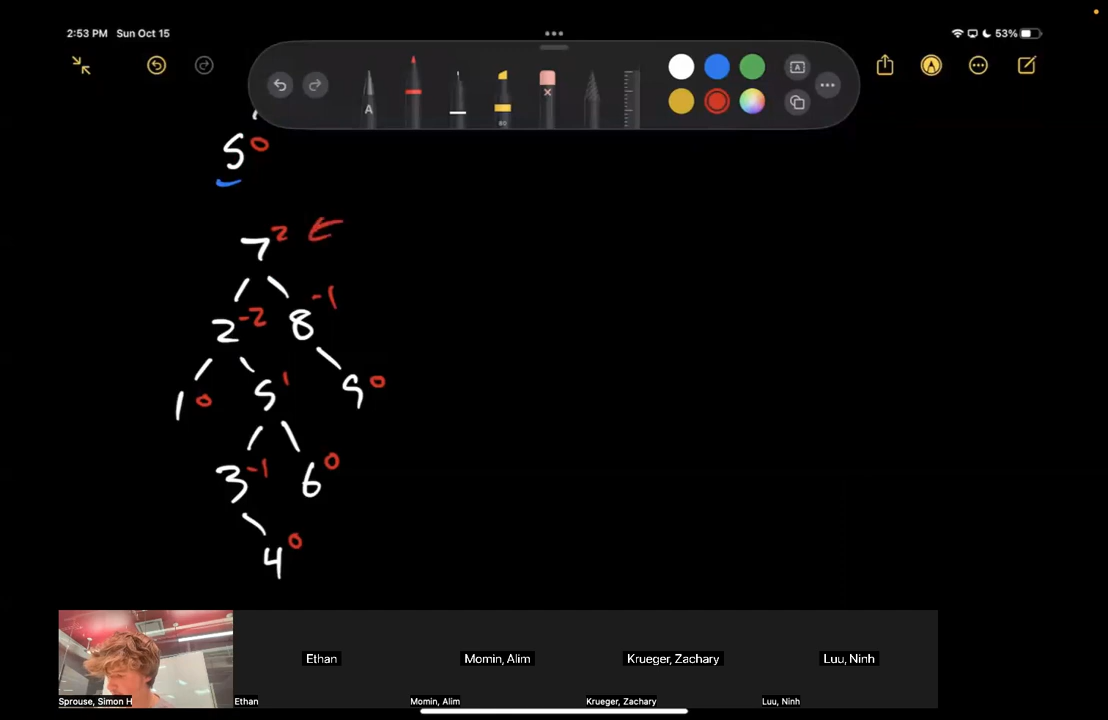 2:53 PM Sun Oct 15
53%
A
80
A
5 0
7 2
2 -2 8 -1
1 0 5 1 9 0
3 -1 6 0
4 0
Ethan
Momin, Alim
Krueger, Zachary
Luu, Ninh
Sprouse, Simon H
Ethan
Momin, Alim
Krueger, Zachary
Luu, Ninh